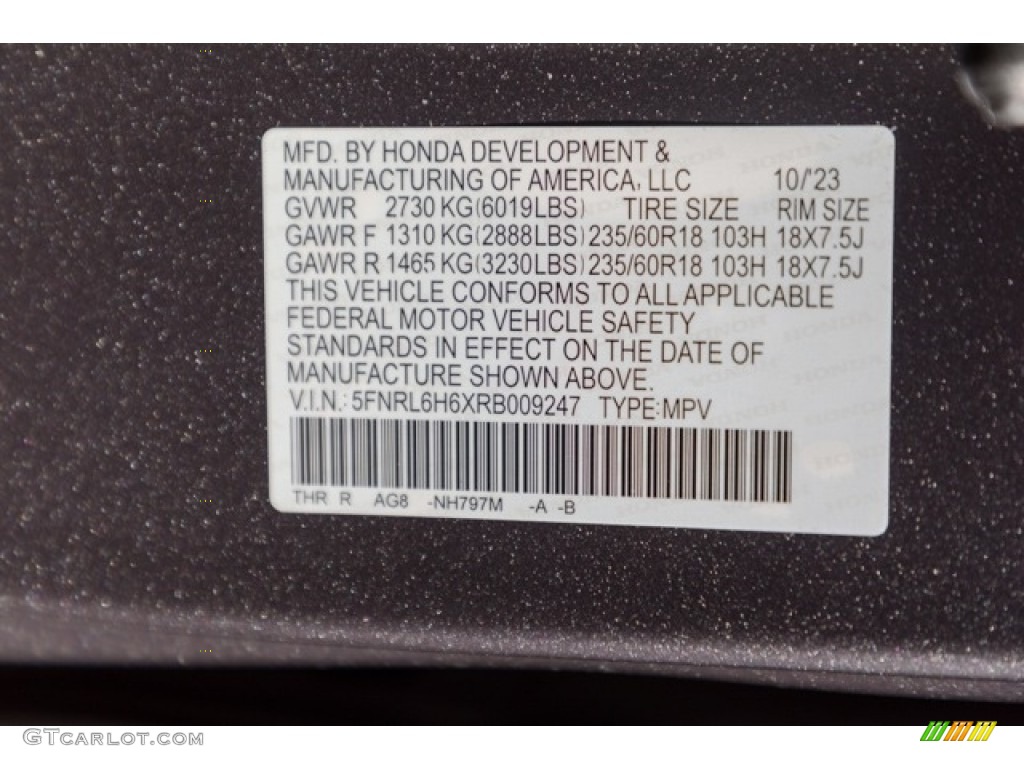 MFD. BY HONDA DEVELOPMENT &
MANUFACTURING OF AMERICA, LLC 10/'23
GVWR 2730 KG(6019LBS) TIRE SIZE RIM SIZE
GAWR F 1310 KG(2888LBS) 235/60R18 103H 18X7.5J
GAWR R 1465 KG(3230LBS) 235/60R18 103H 18X7.5J
THIS VEHICLE CONFORMS TO ALL APPLICABLE
FEDERAL MOTOR VEHICLE SAFETY
STANDARDS IN EFFECT ON THE DATE OF
MANUFACTURE SHOWN ABOVE.
V.I.N.: 5FNRL6H6XRB009247 TYPE:MPV
THR R AG8 -NH797M -A -B
GTCARLOT.COM